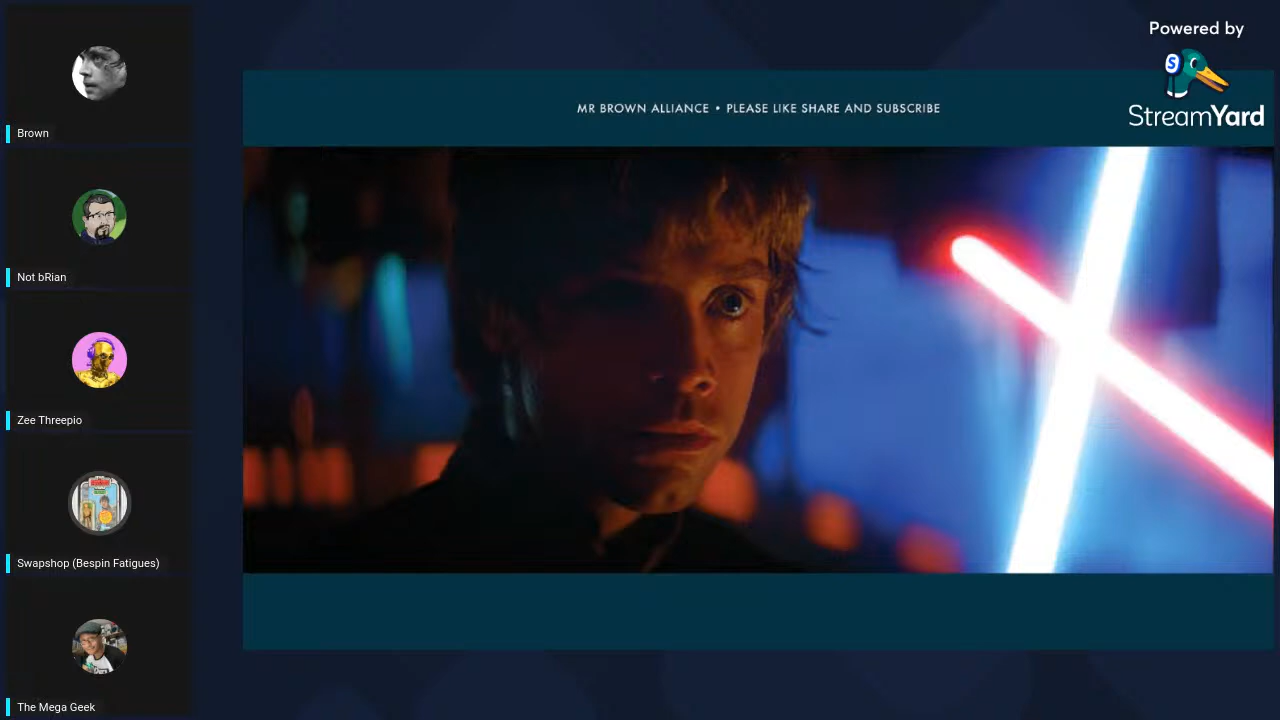 Brown
Not bRian
Zee Threepio
Swapshop (Bespin Fatigues)
The Mega Geek
MR BROWN ALLIANCE • PLEASE LIKE SHARE AND SUBSCRIBE
Powered by
S
StreamYard